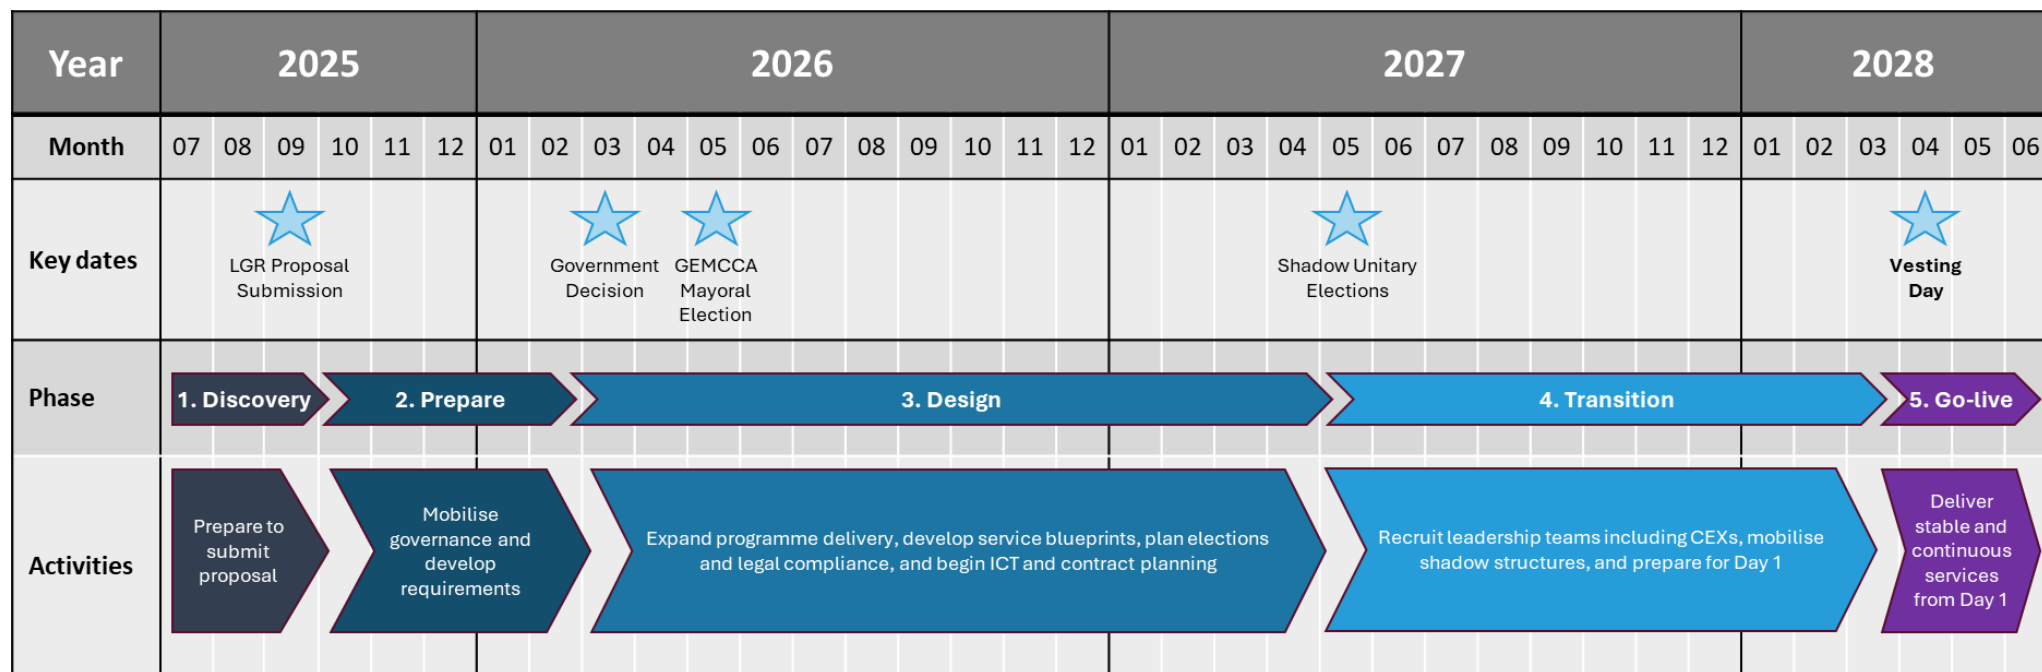 Year 2025 2026 2027 2028
Month 07 08 09 10 11 12 01 02 03 04 05 06 07 08 09 10 11 12 01 02 03 04 05 06 07 08 09 10 11 12 01 02 03 04 05 06
Key dates
LGR Proposal
Submission
Government
Decision
GEMCCA
Mayoral
Election
Shadow Unitary
Elections
Vesting
Day
Phase
1. Discovery
2. Prepare
3. Design
4. Transition
5. Go-live
Activities
Prepare to
submit
proposal
Mobilise
governance and
develop
requirements
Expand programme delivery, develop service blueprints, plan elections
and legal compliance, and begin ICT and contract planning
Recruit leadership teams including CEXs, mobilise
shadow structures, and prepare for Day 1
Deliver
stable and
continuous
services
from Day 1